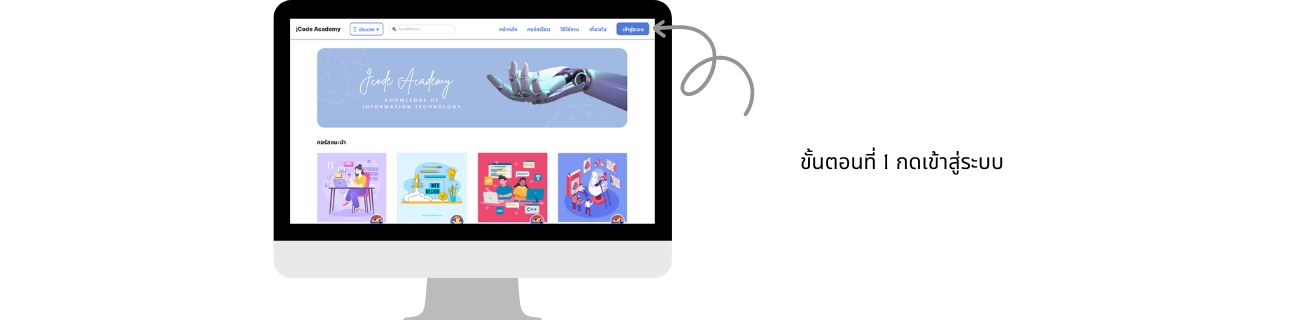 jCode Academy
ประเภท
หน้าหลัก คอร์สเรียน วิธีใช้งาน เกี่ยวกับ เข้าสู่ระบบ
Jcode Academy
KNOWLEDGE OF
INFORMATION TECHNOLOGY
คอร์สแนะนำ
WEB
DESIGN
C++
ขั้นตอนที่ 1 กดเข้าสู่ระบบ